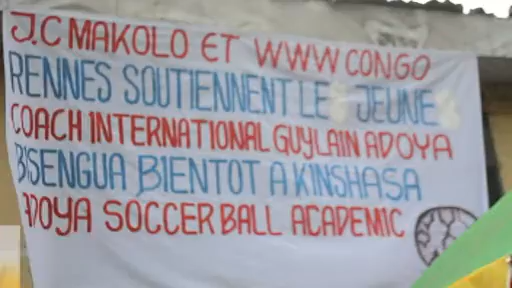 J.C MAKOLO ET WWW CONGO
RENNES SOUTIENNENT LE JEUNE
COACH INTERNATIONAL GUYLAIN ADOYA
BISENGUA BIENTOT A KINSHASA
ADOYA SOCCER BALL ACADEMIC